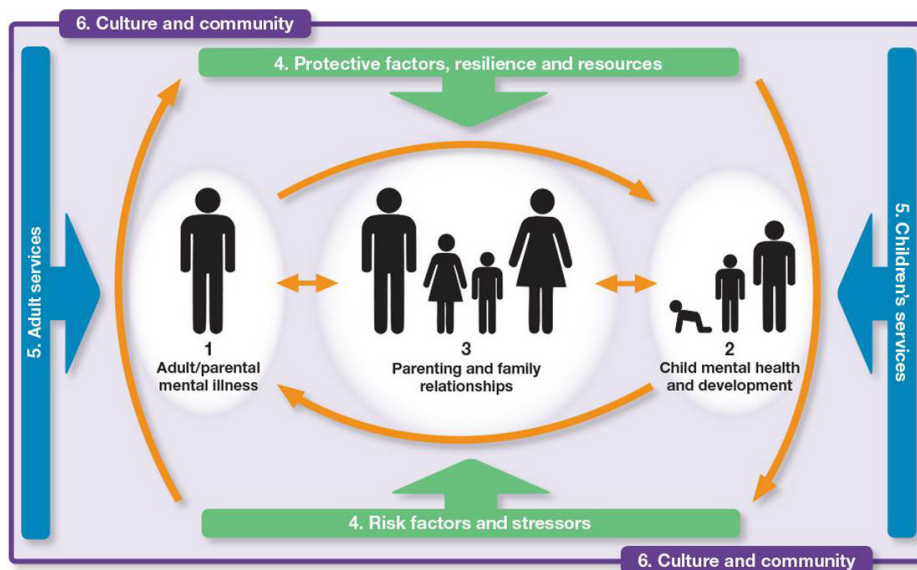 6. Culture and community
4. Protective factors, resilience and resources
5. Adult services
5. Children's services
1
Adult/parental
mental illness
3
Parenting and family
relationships
2
Child mental health
and development
4. Risk factors and stressors
6. Culture and community